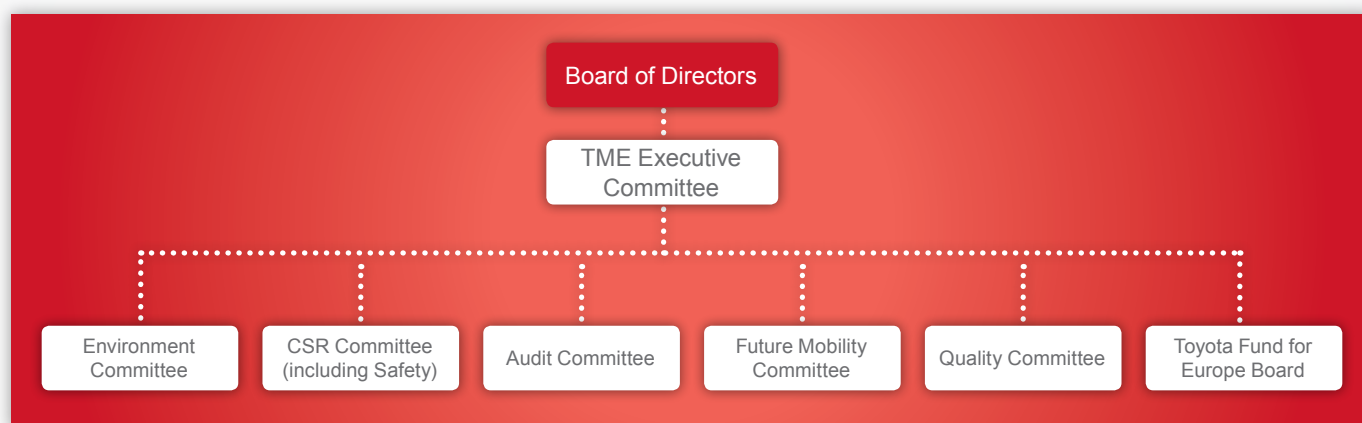 Board of Directors
TME Executive
Committee
Environment
Committee
CSR Committee
(including Safety)
Audit Committee
Future Mobility
Committee
Quality Committee
Toyota Fund for
Europe Board